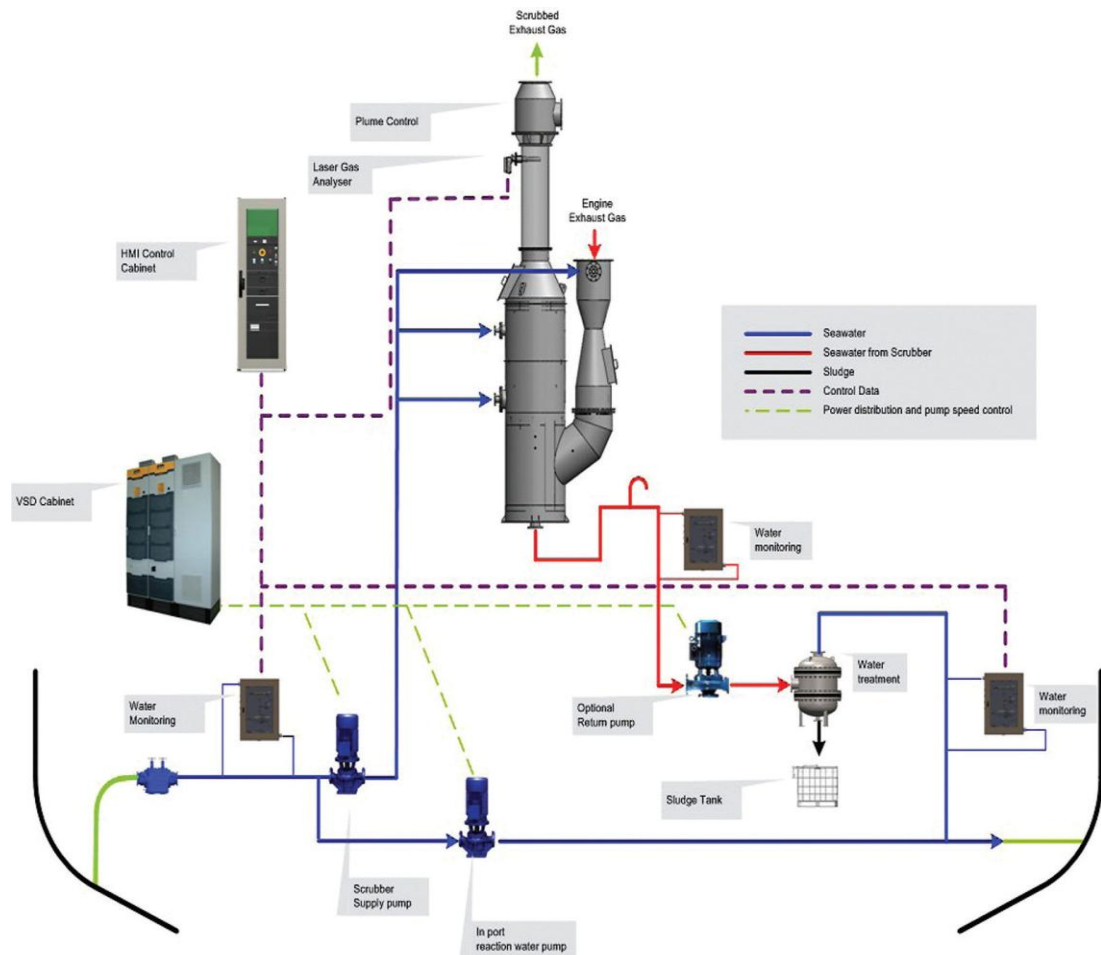 Scrubbed
Exhaust Gas
Plume Control
Laser Gas
Analyser
Engine
Exhaust Gas
HMI Control
Cabinet
Seawater
Seawater from Scrubber
Sludge
Control Data
Power distribution and pump speed control
VSD Cabinet
Water
monitoring
Water
Monitoring
Optional
Return pump
Water
treatment
Water
monitoring
Sludge Tank
Scrubber
Supply pump
In port
reaction water pump